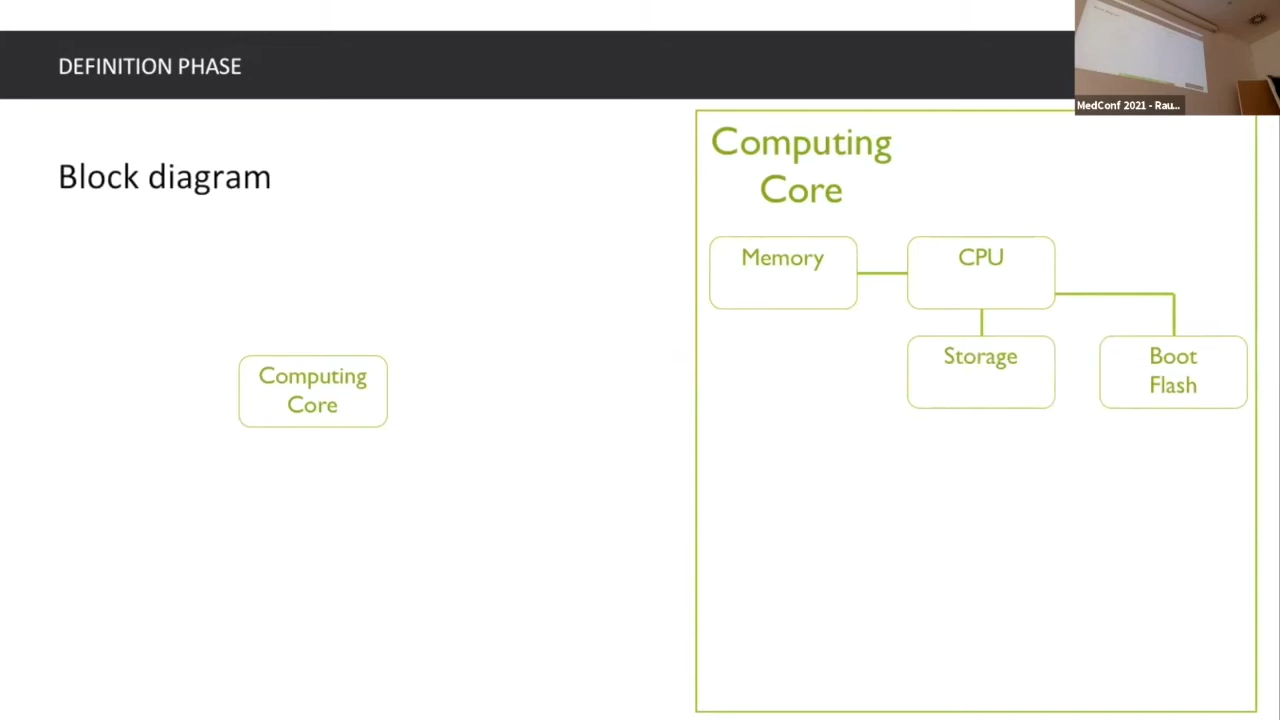 DEFINITION PHASE
MedConf 2021 - Rau...
Block diagram
Computing
Core
Computing
Core
Memory
CPU
Storage
Boot
Flash